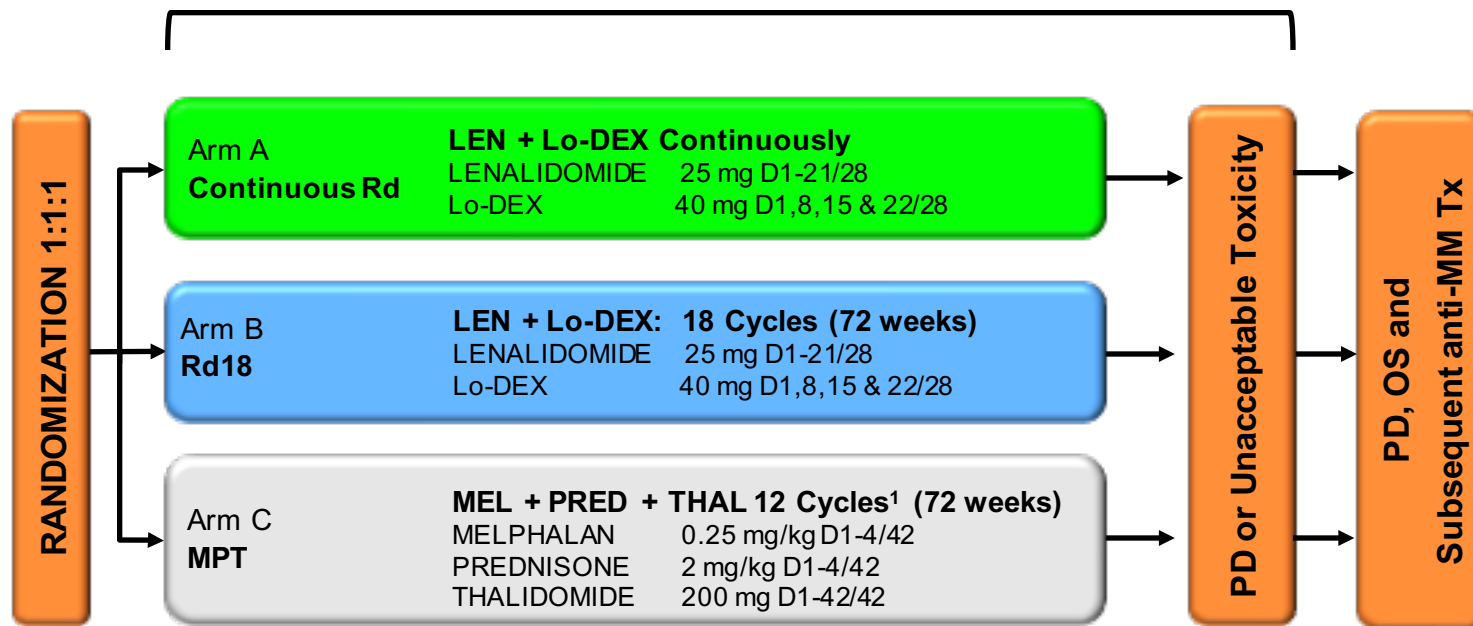 RANDOMIZATION 1:1:1
Arm A
Continuous Rd
LEN + Lo-DEX Continuously
LENALIDOMIDE 25 mg D1-21/28
Lo-DEX 40 mg D1,8,15 & 22/28
Arm B
Rd18
LEN + Lo-DEX: 18 Cycles (72 weeks)
LENALIDOMIDE 25 mg D1-21/28
Lo-DEX 40 mg D1,8,15 & 22/28
Arm C
MPT
MEL + PRED + THAL 12 Cycles¹ (72 weeks)
MELPHALAN 0.25 mg/kg D1-4/42
PREDNISONE 2 mg/kg D1-4/42
THALIDOMIDE 200 mg D1-42/42
PD or Unacceptable Toxicity
PD, OS and
Subsequent anti-MM Tx